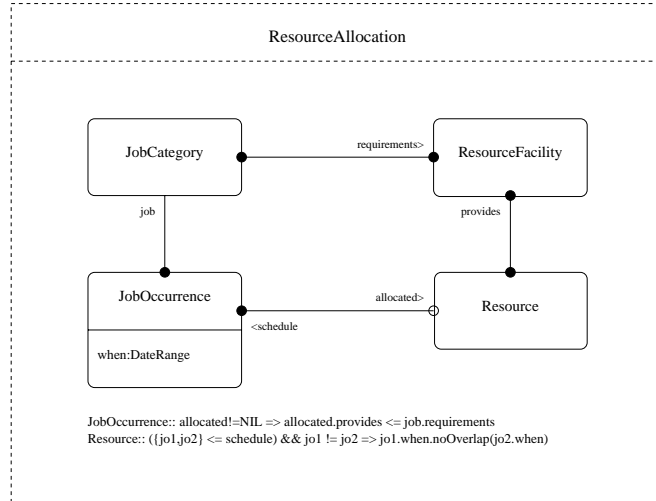 ResourceAllocation
JobCategory
requirements>
ResourceFacility
job
provides
JobOccurrence
allocated>
Resource
<schedule
when:DateRange
JobOccurrence:: allocated!=NIL => allocated.provides <= job.requirements
Resource:: ({jo1,jo2} <= schedule) && jo1 != jo2 => jo1.when.noOverlap(jo2.when)